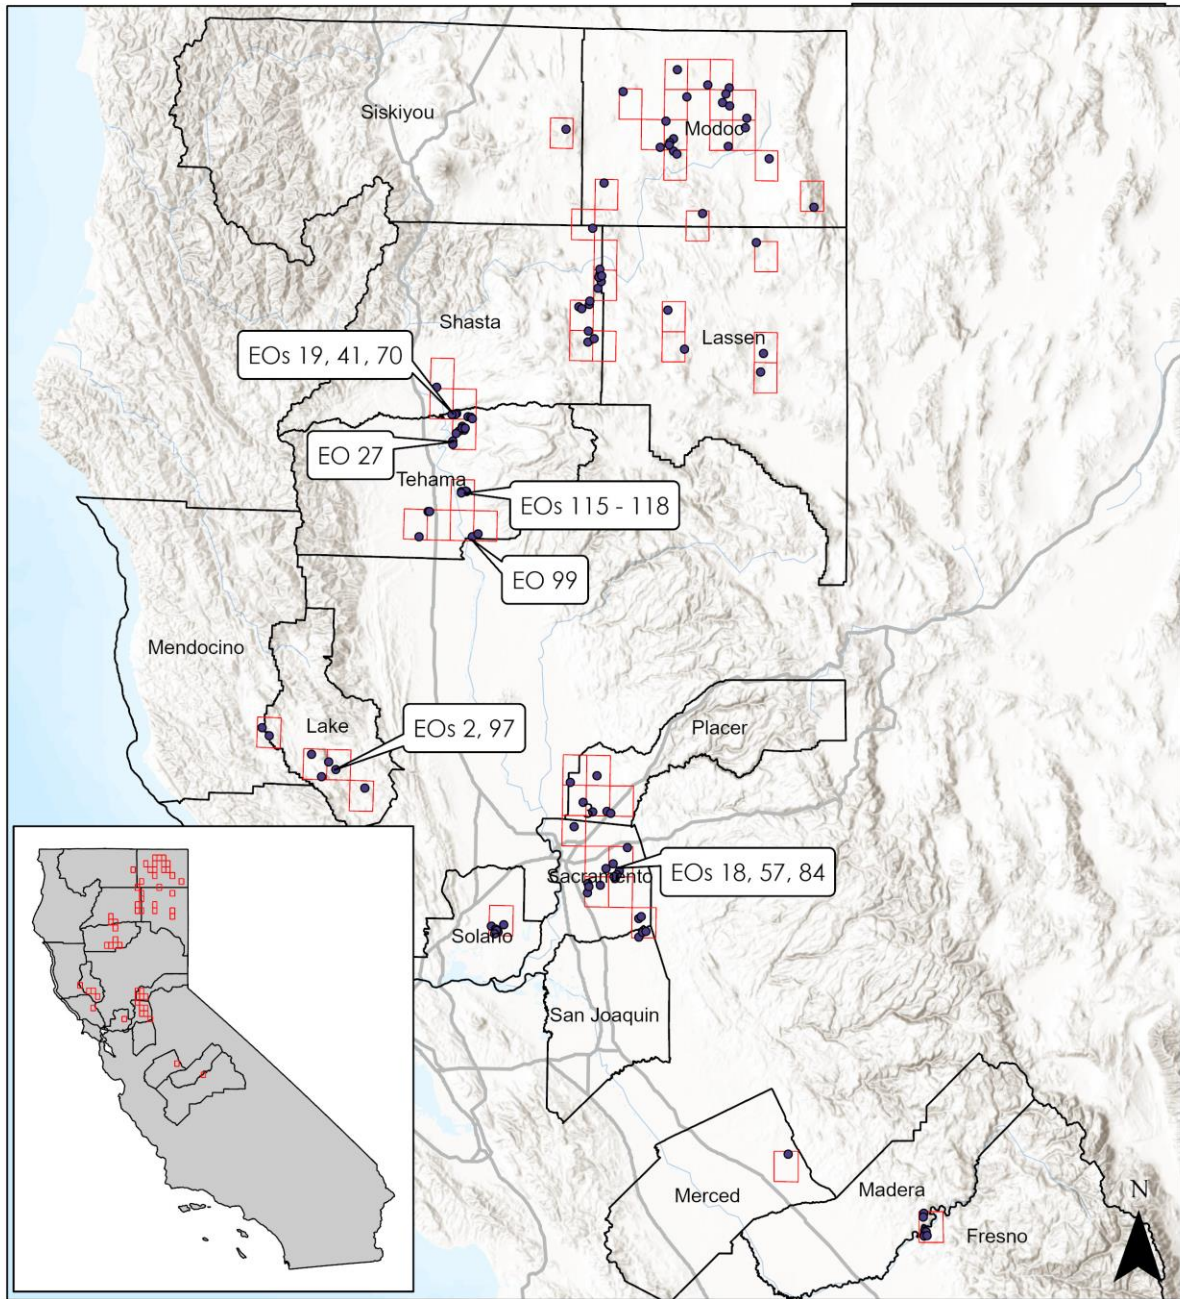 Siskiyou
Modoc
Shasta
Lassen
EOs 19, 41, 70
EO 27
Tehama
EOs 115 - 118
EO 99
Mendocino
Lake
EOs 2, 97
Placer
Sacramento
EOs 18, 57, 84
Solano
San Joaquin
Merced
Madera
Fresno
N